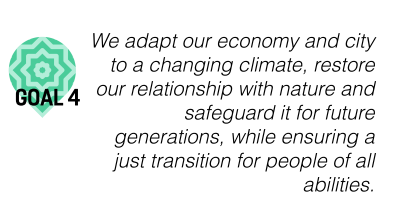 GOAL 4
We adapt our economy and city
to a changing climate, restore
our relationship with nature and
safeguard it for future
generations, while ensuring a
just transition for people of all
abilities.